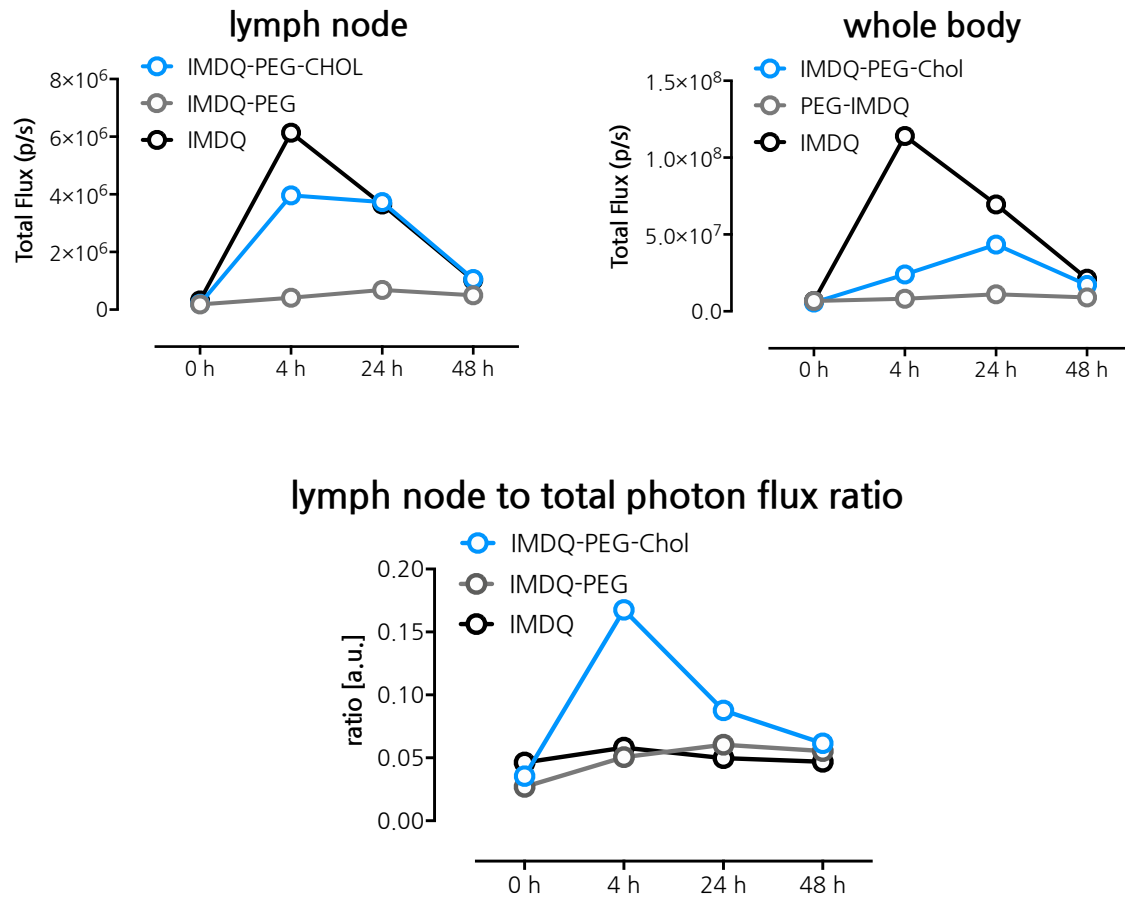 lymph node
IMDQ-PEG-CHOL
IMDQ-PEG
IMDQ
Total Flux (p/s)
8×10⁶
6×10⁶
4×10⁶
2×10⁶
0
0 h 4 h 24 h 48 h
whole body
IMDQ-PEG-Chol
PEG-IMDQ
IMDQ
Total Flux (p/s)
1.5×10⁸
1.0×10⁸
5.0×10⁷
0.0
0 h 4 h 24 h 48 h
lymph node to total photon flux ratio
IMDQ-PEG-Chol
IMDQ-PEG
IMDQ
ratio [a.u.]
0.20
0.15
0.10
0.05
0.00
0 h 4 h 24 h 48 h